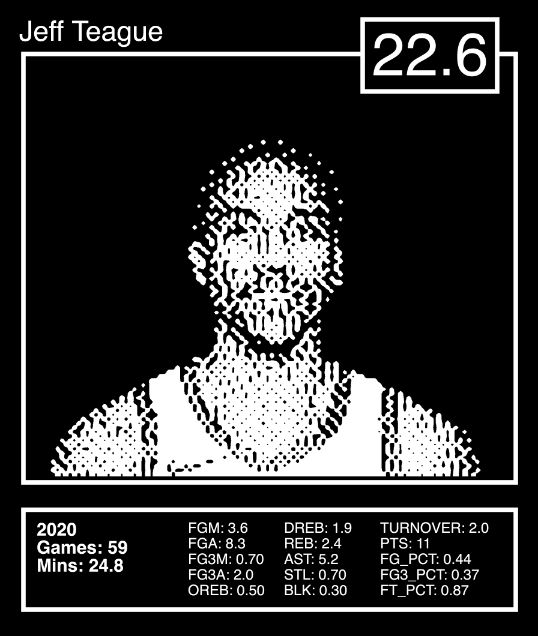 Jeff Teague
22.6
2020
Games: 59
Mins: 24.8
FGM: 3.6
FGA: 8.3
FG3M: 0.70
FG3A: 2.0
OREB: 0.50
DREB: 1.9
REB: 2.4
AST: 5.2
STL: 0.70
BLK: 0.30
TURNOVER: 2.0
PTS: 11
FG_PCT: 0.44
FG3_PCT: 0.37
FT_PCT: 0.87